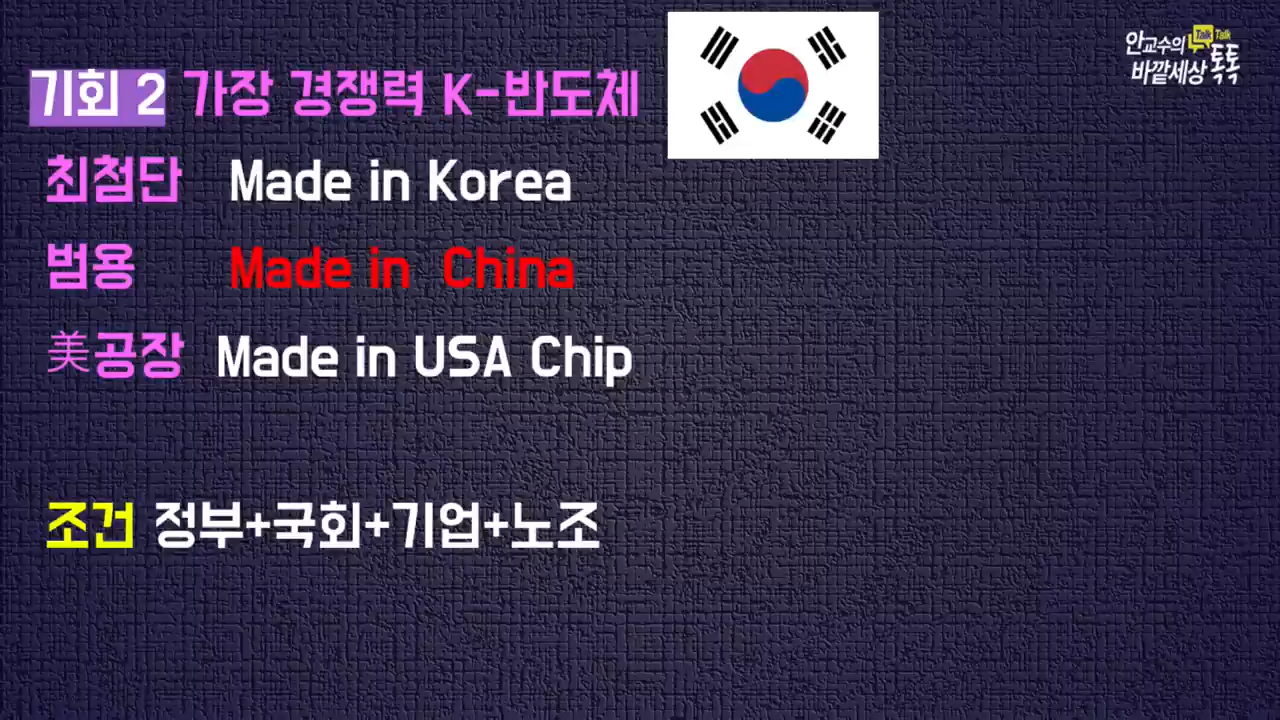 안교수의 Talk Talk
바깥세상 톡톡
기회 2 가장 경쟁력 K-반도체
최첨단 Made in Korea
범용 Made in China
美공장 Made in USA Chip
조건 정부+국회+기업+노조